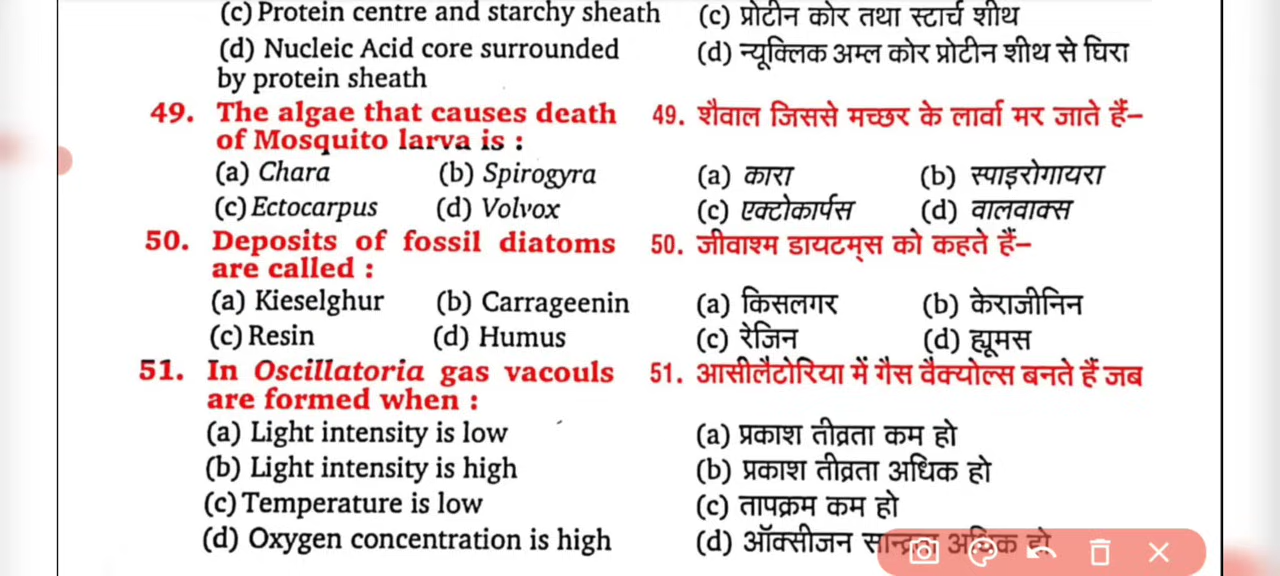 (c) Protein centre and starchy sheath
(d) Nucleic Acid core surrounded
by protein sheath
49. The algae that causes death
of Mosquito larva is :
(a) Chara (b) Spirogyra
(c) Ectocarpus (d) Volvox
50. Deposits of fossil diatoms
are called :
(a) Kieselghur (b) Carrageenin
(c) Resin (d) Humus
51. In Oscillatoria gas vacouls
are formed when :
(a) Light intensity is low
(b) Light intensity is high
(c) Temperature is low
(d) Oxygen concentration is high
(c) प्रोटीन कोर तथा स्टार्च शीथ
(d) न्यूक्लिक अम्ल कोर प्रोटीन शीथ से घिरा
49. शैवाल जिससे मच्छर के लार्वा मर जाते हैं–
(a) कारा (b) स्पाइरोगायरा
(c) एक्टोकार्पस (d) वालवाक्स
50. जीवाश्म डायटम्स को कहते हैं–
(a) किसलगर (b) केराजीनिन
(c) रेजिन (d) ह्यूमस
51. आसीलैटोरिया में गैस वैक्योल्स बनते हैं जब
(a) प्रकाश तीव्रता कम हो
(b) प्रकाश तीव्रता अधिक हो
(c) तापक्रम कम हो
(d) ऑक्सीजन सान्द्रता अधिक हो